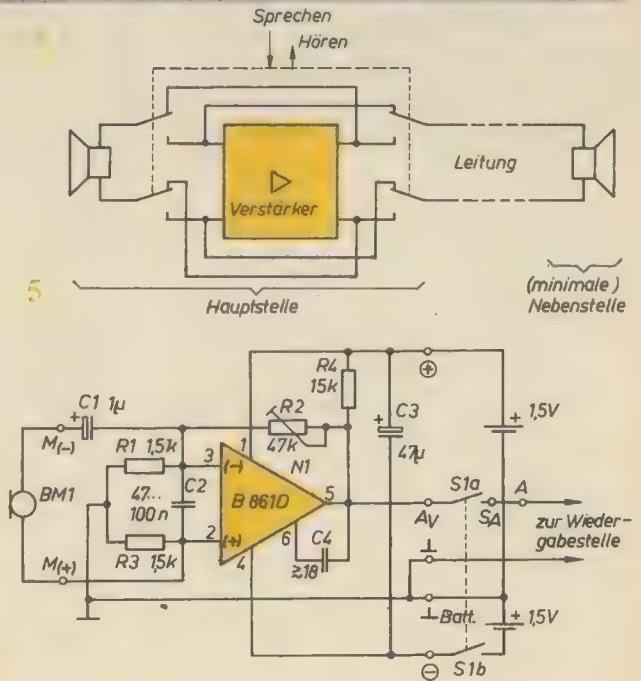 Sprechen
Hören
Verstärker
Leitung
5
Hauptstelle
(minimale)
Nebenstelle
C1 1µ
M(-)
R1 1,5k
BM1
47...
100n
C2
R3 1,5k
M(+)
R2
47k
N1
1
3 (-)
B 861D
2 (+)
4
5
6
C4
≥18
R4
15k
C3
47µ
⊕
1,5V
S1a
AV
SA
A
zur Wieder-
gabestelle
⊥
⊥ Batt.
1,5V
⊖
S1b